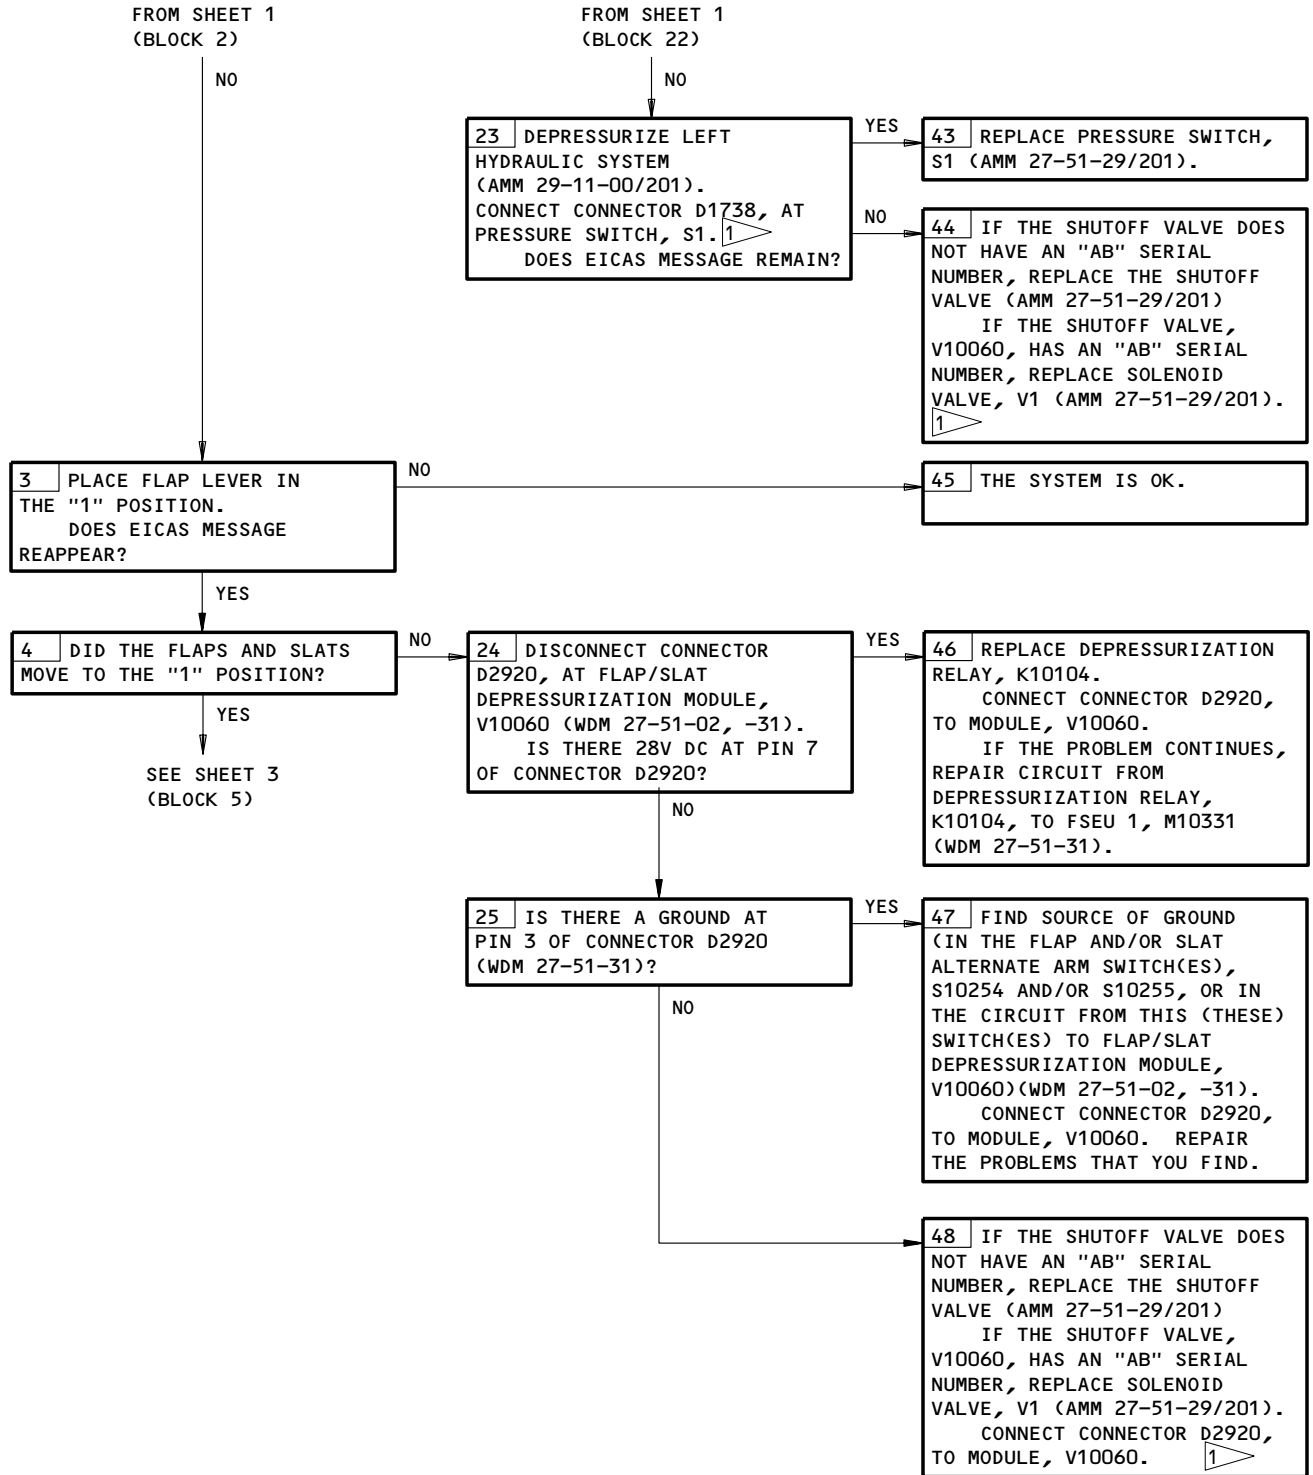 FROM SHEET 1
(BLOCK 2)
NO
FROM SHEET 1
(BLOCK 22)
NO
23 DEPRESSURIZE LEFT
HYDRAULIC SYSTEM
(AMM 29-11-00/201).
CONNECT CONNECTOR D1738, AT
PRESSURE SWITCH, S1. 1
DOES EICAS MESSAGE REMAIN?
YES
43 REPLACE PRESSURE SWITCH,
S1 (AMM 27-51-29/201).
NO
44 IF THE SHUTOFF VALVE DOES
NOT HAVE AN "AB" SERIAL
NUMBER, REPLACE THE SHUTOFF
VALVE (AMM 27-51-29/201)
IF THE SHUTOFF VALVE,
V10060, HAS AN "AB" SERIAL
NUMBER, REPLACE SOLENOID
VALVE, V1 (AMM 27-51-29/201).
1
3 PLACE FLAP LEVER IN
THE "1" POSITION.
DOES EICAS MESSAGE
REAPPEAR?
NO
45 THE SYSTEM IS OK.
YES
4 DID THE FLAPS AND SLATS
MOVE TO THE "1" POSITION?
YES
SEE SHEET 3
(BLOCK 5)
NO
24 DISCONNECT CONNECTOR
D2920, AT FLAP/SLAT
DEPRESSURIZATION MODULE,
V10060 (WDM 27-51-02, -31).
IS THERE 28V DC AT PIN 7
OF CONNECTOR D2920?
YES
46 REPLACE DEPRESSURIZATION
RELAY, K10104.
CONNECT CONNECTOR D2920,
TO MODULE, V10060.
IF THE PROBLEM CONTINUES,
REPAIR CIRCUIT FROM
DEPRESSURIZATION RELAY,
K10104, TO FSEU 1, M10331
(WDM 27-51-31).
NO
25 IS THERE A GROUND AT
PIN 3 OF CONNECTOR D2920
(WDM 27-51-31)?
YES
47 FIND SOURCE OF GROUND
(IN THE FLAP AND/OR SLAT
ALTERNATE ARM SWITCH(ES),
S10254 AND/OR S10255, OR IN
THE CIRCUIT FROM THIS (THESE)
SWITCH(ES) TO FLAP/SLAT
DEPRESSURIZATION MODULE,
V10060)(WDM 27-51-02, -31).
CONNECT CONNECTOR D2920,
TO MODULE, V10060. REPAIR
THE PROBLEMS THAT YOU FIND.
NO
48 IF THE SHUTOFF VALVE DOES
NOT HAVE AN "AB" SERIAL
NUMBER, REPLACE THE SHUTOFF
VALVE (AMM 27-51-29/201)
IF THE SHUTOFF VALVE,
V10060, HAS AN "AB" SERIAL
NUMBER, REPLACE SOLENOID
VALVE, V1 (AMM 27-51-29/201).
CONNECT CONNECTOR D2920,
TO MODULE, V10060. 1